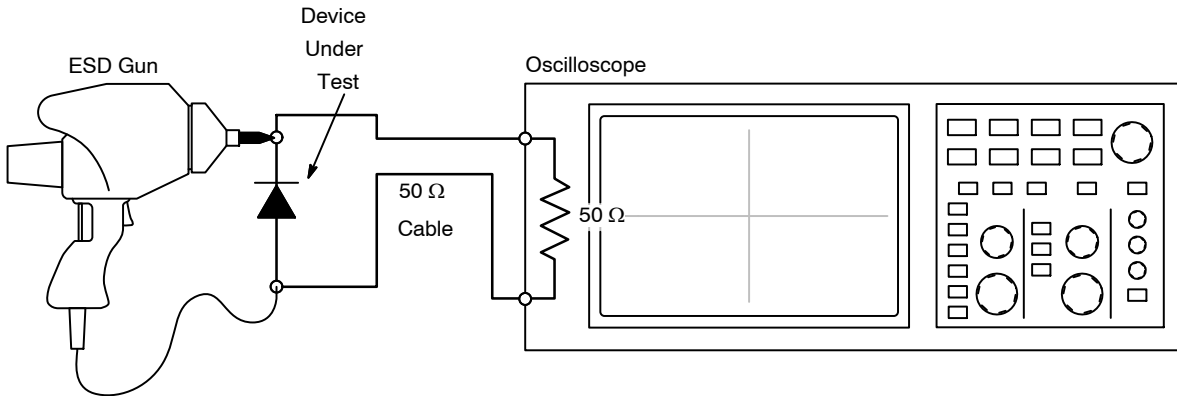 Device
Under
Test
ESD Gun
Oscilloscope
50 Ω
Cable
50 Ω